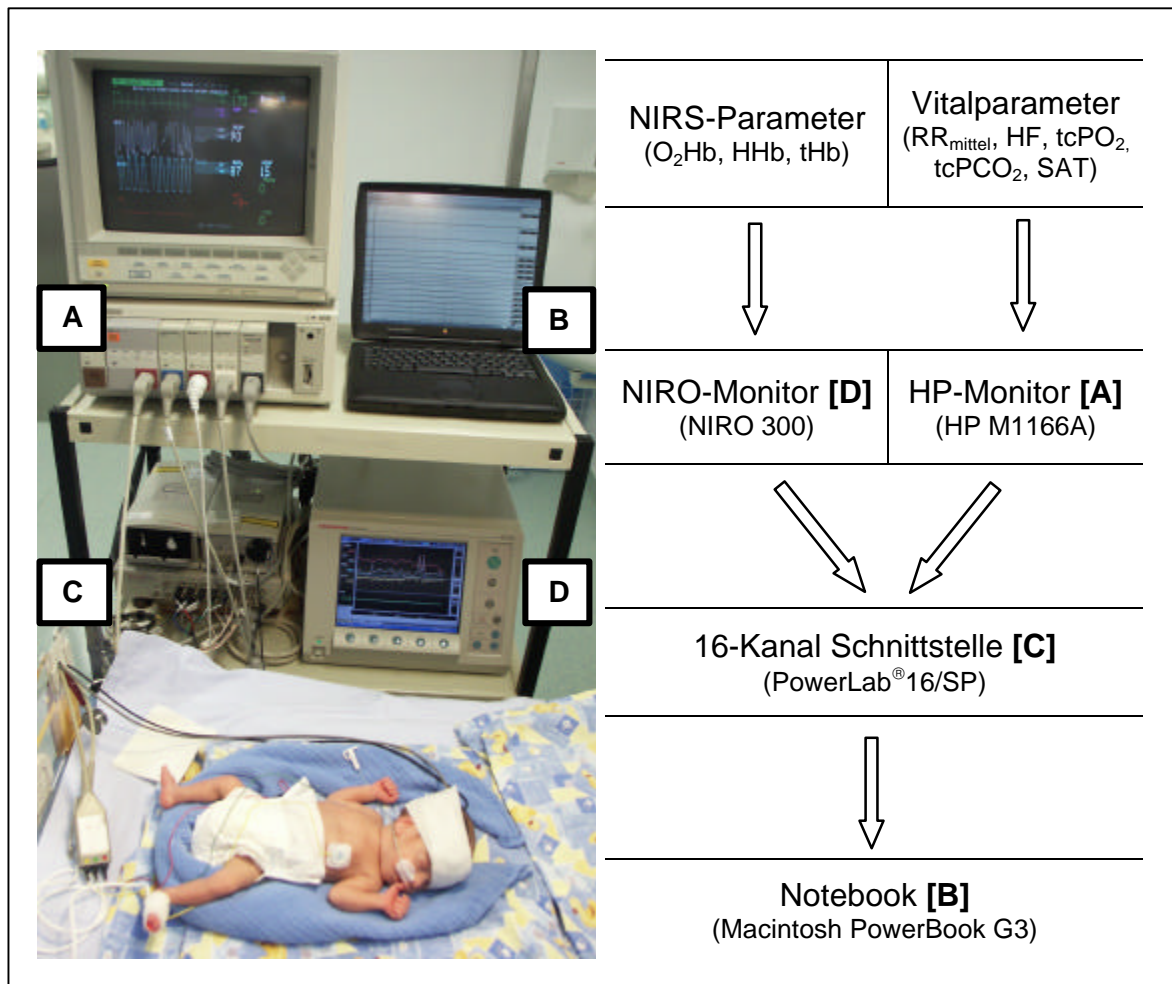 A
B
C
D
NIRS-Parameter
(O₂Hb, HHb, tHb)
Vitalparameter
(RRmittel, HF, tcPO₂,
tcPCO₂, SAT)
NIRO-Monitor [D]
(NIRO 300)
HP-Monitor [A]
(HP M1166A)
16-Kanal Schnittstelle [C]
(PowerLab®16/SP)
Notebook [B]
(Macintosh PowerBook G3)